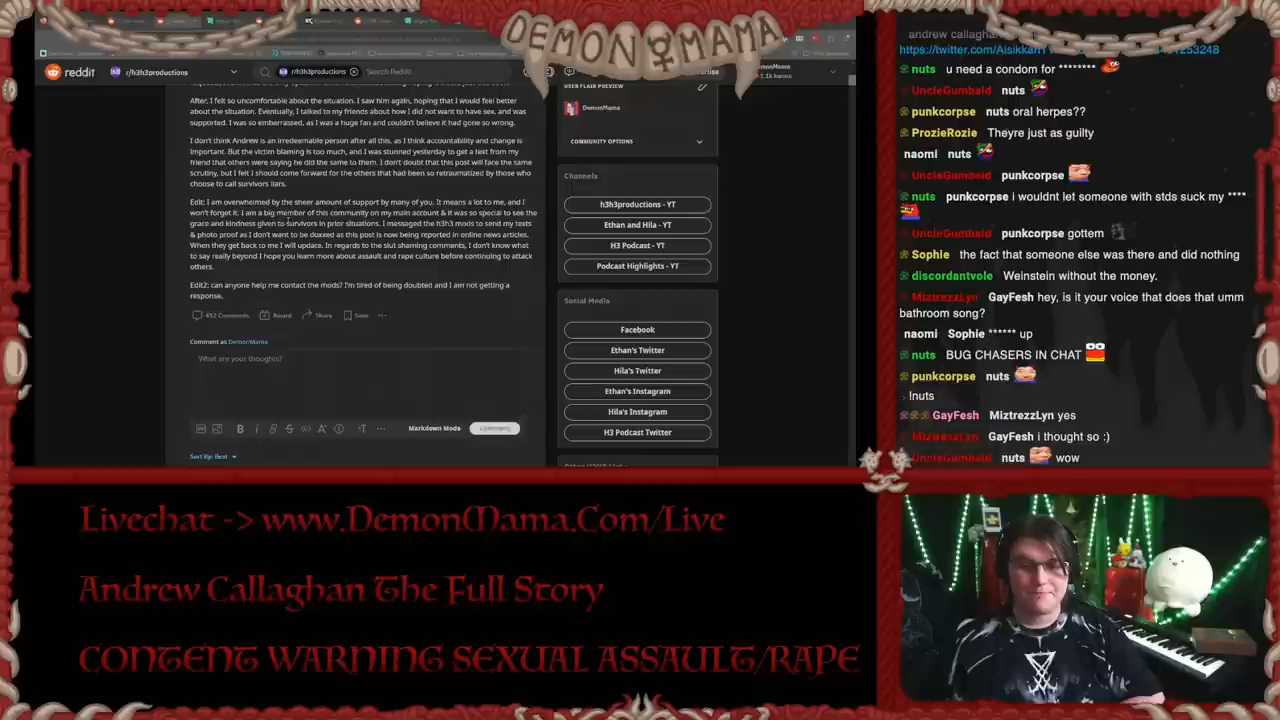 DEMON MAMA
reddit
r/h3h3productions
r/h3h3productions
Search Reddit
DemonMama
1.1k karma
After, I felt so uncomfortable about the situation. I saw him again, hoping that I would feel better
about the situation. Eventually, I talked to my friends about how I did not want to have sex, and was
supported. I was so embarrassed, as I was a huge fan and couldn't believe it had gone so wrong.
I don't think Andrew is an irredeemable person after all this, as I think accountability and change is
important. But the victim blaming is too much, and I was stunned yesterday to get a text from my
friend that others were saying he did the same to them. I don't doubt that this post will face the same
scrutiny, but I felt I should come forward for the others that had been so retraumatized by those who
choose to call survivors liars.
Edit: I am overwhelmed by the sheer amount of support by many of you. It means a lot to me, and I
won't forget it. I am a big member of this community on my main account & it was so special to see the
grace and kindness given to survivors in prior situations. I messaged the h3h3 mods to send my texts
& photo proof as I don't want to be doxxed as this post is now being reported in online news articles.
When they get back to me I will update. In regards to the slut shaming comments, I don't know what
to say really beyond I hope you learn more about assault and rape culture before continuing to attack
others.
Edit2: can anyone help me contact the mods? I'm tired of being doubted and I am not getting a
response.
412 Comments
Award
Share
Save
Comment as DemonMama
What are your thoughts?
Markdown Mode
Comment
Sort By: Best
USER FLAIR PREVIEW
DemonMama
COMMUNITY OPTIONS
Channels
h3h3productions - YT
Ethan and Hila - YT
H3 Podcast - YT
Podcast Highlights - YT
Social Media
Facebook
Ethan's Twitter
Hila's Twitter
Ethan's Instagram
Hila's Instagram
H3 Podcast Twitter
nuts u need a condom for ********
UncleGumbald nuts
punkcorpse nuts oral herpes??
ProzieRozie Theyre just as guilty
naomi nuts
UncleGumbald punkcorpse
nuts punkcorpse i wouldnt let someone with stds suck my ****
UncleGumbald punkcorpse gottem
Sophie the fact that someone else was there and did nothing
discordantvole Weinstein without the money.
MiztrezzLyn GayFesh hey, is it your voice that does that umm
bathroom song?
naomi Sophie ****** up
nuts BUG CHASERS IN CHAT
punkcorpse nuts
!nuts
GayFesh MiztrezzLyn yes
MiztrezzLyn GayFesh i thought so :)
UncleGumbald nuts wow
Livechat -> www.DemonMama.Com/Live
Andrew Callaghan The Full Story
CONTENT WARNING SEXUAL ASSAULT/RAPE